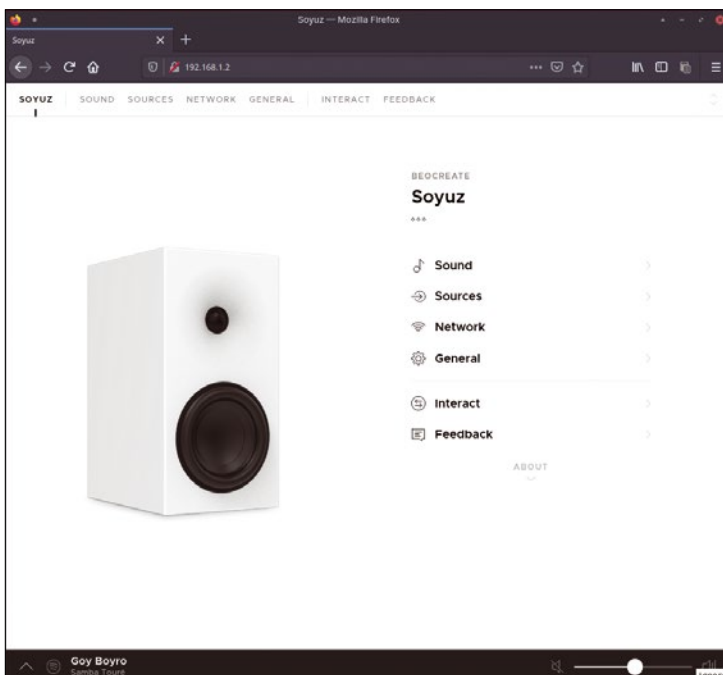 Soyuz — Mozilla Firefox
Soyuz
192.168.1.2
SOYUZ SOUND SOURCES NETWORK GENERAL INTERACT FEEDBACK
BEOCREATE
Soyuz
Sound
Sources
Network
General
Interact
Feedback
ABOUT
Goy Boyro
Samba Touré